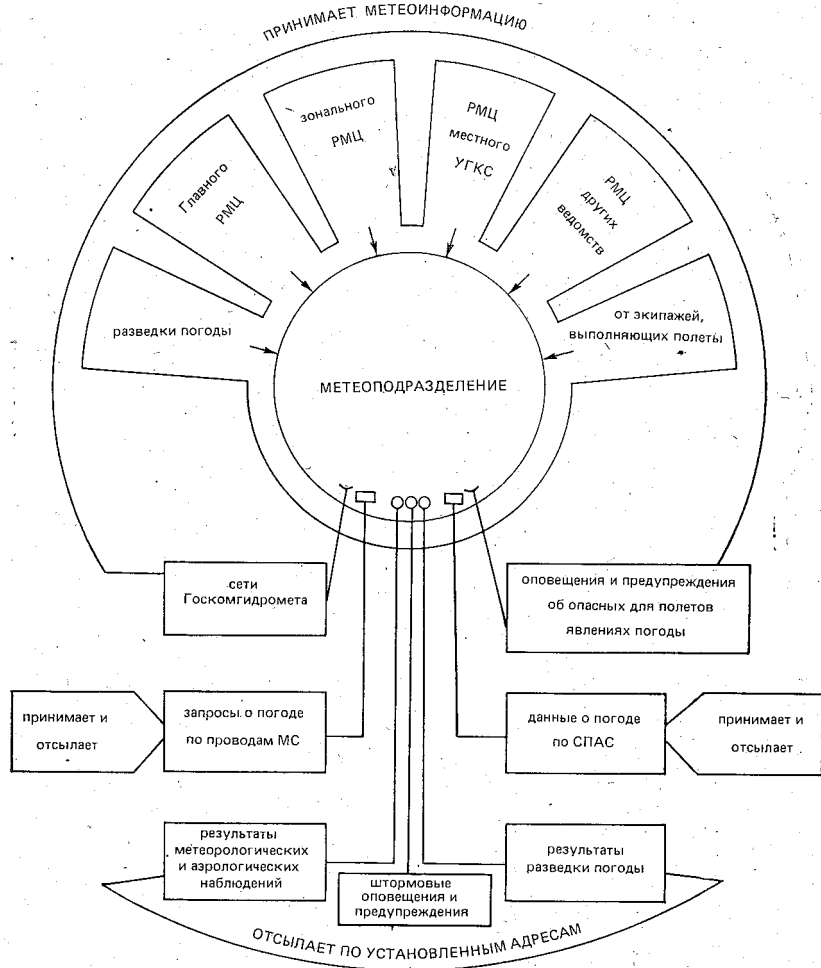 ПРИНИМАЕТ МЕТЕОИНФОРМАЦИЮ
разведки погоды
Главного
РМЦ
зонального
РМЦ
РМЦ
местного
УГКС
РМЦ
других
ведомств
от экипажей,
выполняющих полеты
МЕТЕОПОДРАЗДЕЛЕНИЕ
сети
Госкомгидромета
оповещения и предупреждения
об опасных для полетов
явлениях погоды
принимает и
отсылает
запросы о погоде
по проводам МС
данные о погоде
по СПАС
принимает и
отсылает
результаты
метеорологических
и аэрологических
наблюдений
штормовые
оповещения и
предупреждения
результаты
разведки погоды
ОТСЫЛАЕТ ПО УСТАНОВЛЕННЫМ АДРЕСАМ